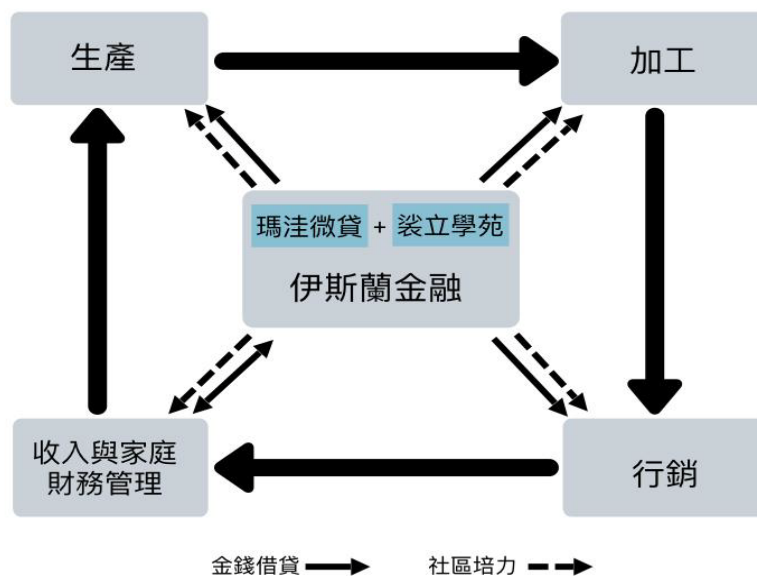 生產
加工
瑪洼微貸 + 裟立學苑
伊斯蘭金融
收入與家庭
財務管理
行銷
金錢借貸
社區培力